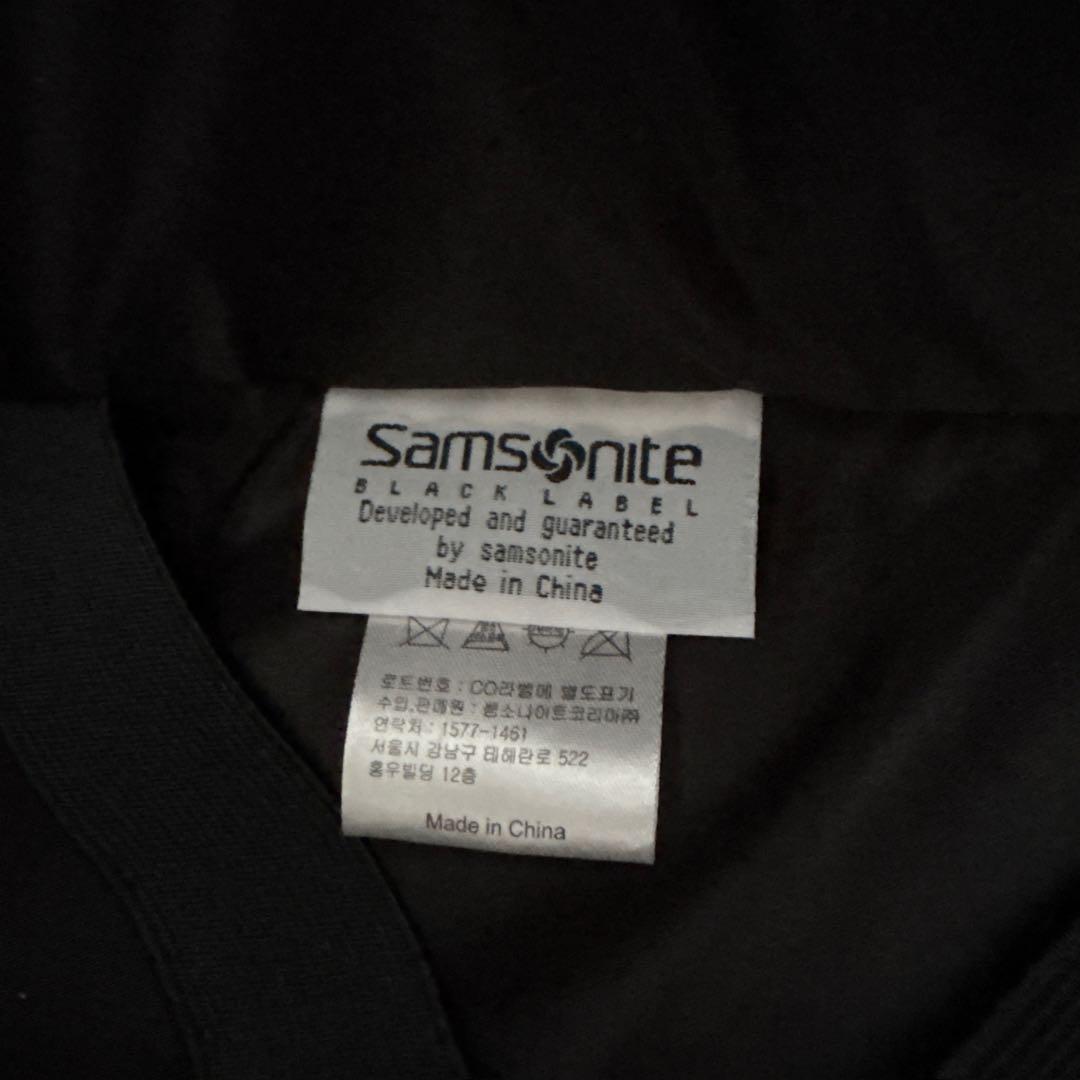 Samsonite
BLACK LABEL
Developed and guaranteed
by samsonite
Made in China
로트번호 : CO라벨에 별도표기
수입,판매원 : 쌤소나이트코리아㈜
연락처 : 1577-1461
서울시 강남구 테헤란로 522
홍우빌딩 12층
Made in China